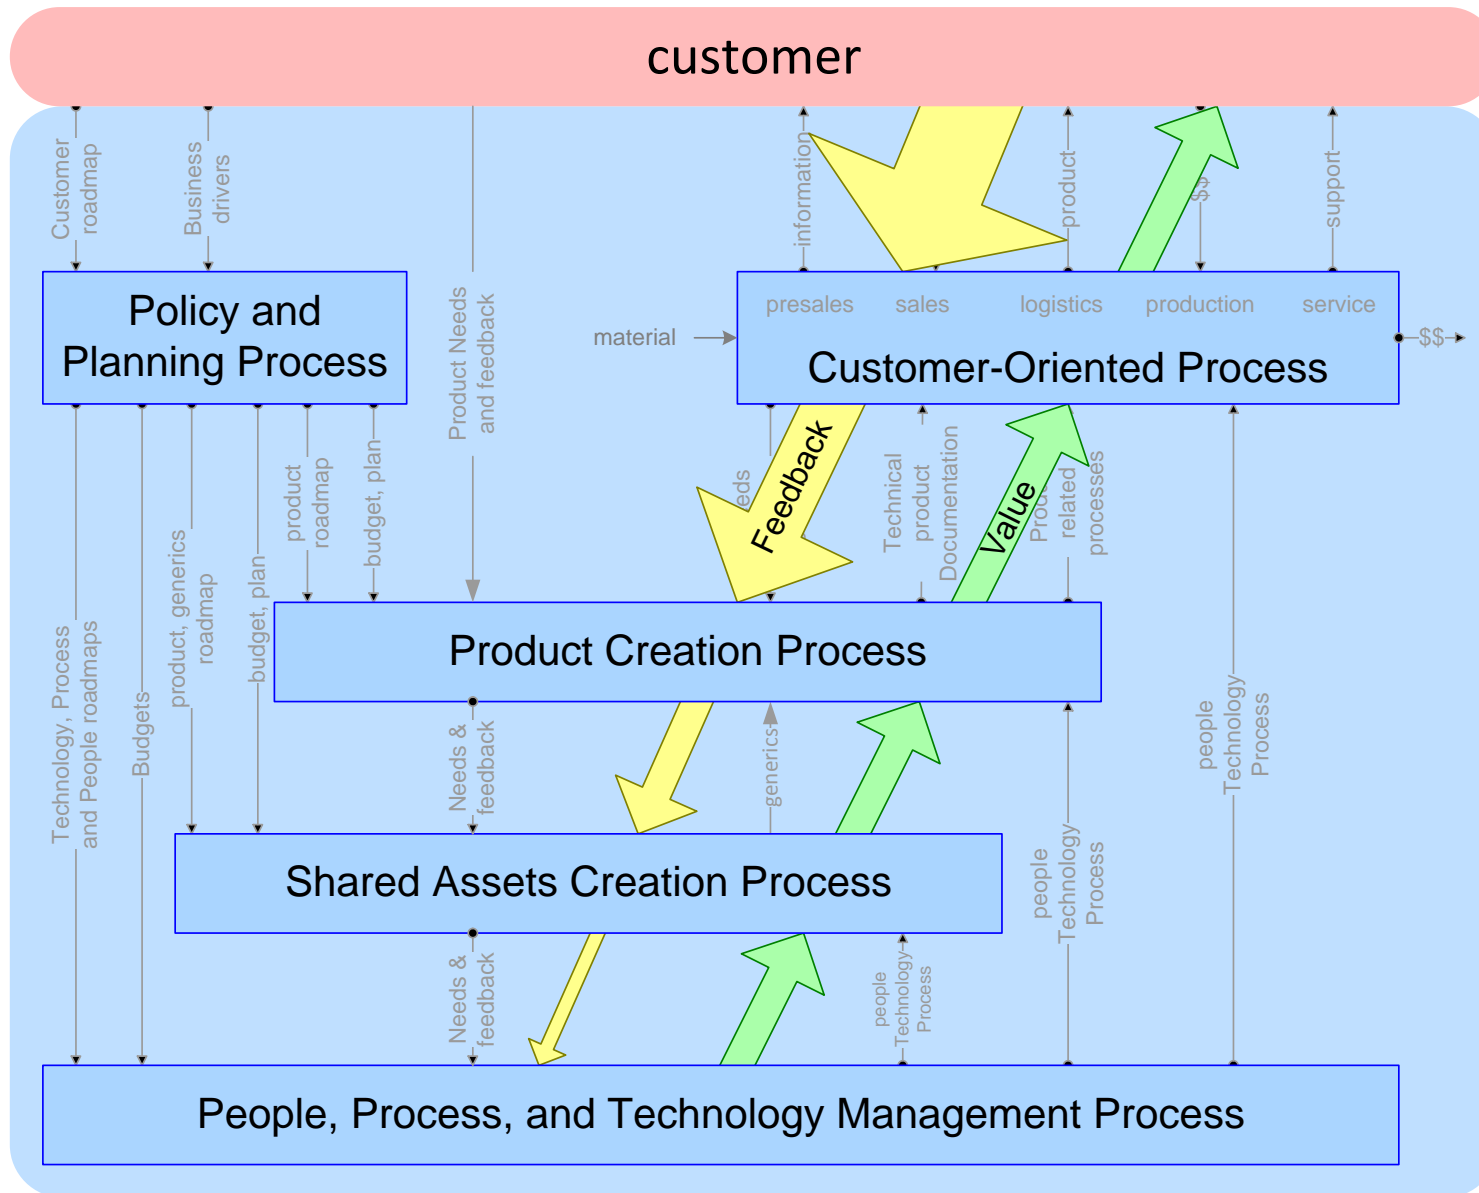 customer
Customer
roadmap
Business
drivers
information
product
$$
support
Policy and
Planning Process
Product Needs
and feedback
material
presales
sales
logistics
production
service
Customer-Oriented Process
$$
Technology, Process
and People roadmaps
Budgets
product, generics
roadmap
budget, plan
product
roadmap
budget, plan
Feedback
Technical
product
Documentation
Value
related
processes
Product Creation Process
Needs &
feedback
generics
people
Technology
Process
people
Technology
Process
Shared Assets Creation Process
Needs &
feedback
people
Technology
Process
People, Process, and Technology Management Process